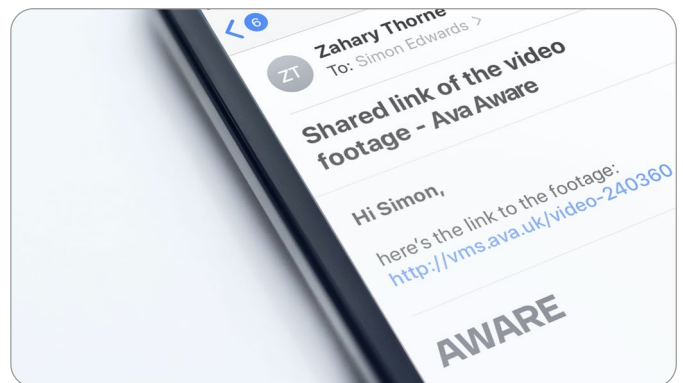 6
Zahary Thorne
ZT
To: Simon Edwards
Shared link of the video
footage - Ava Aware
Hi Simon,
here's the link to the footage:
http://vms.ava.uk/video-240360
AWARE